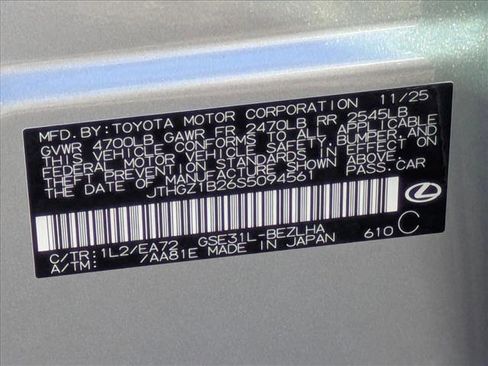 MFD. BY: TOYOTA MOTOR CORPORATION 11/25
GVWR 4700LB GAWR FR 2470LB RR 2545LB
THIS VEHICLE CONFORMS TO ALL APPLICABLE
FEDERAL MOTOR VEHICLE SAFETY, BUMPER, AND
THEFT PREVENTION STANDARDS IN EFFECT ON
THE DATE OF MANUFACTURE SHOWN ABOVE.
JTHGZ1B26S5094561 PASS. CAR
C/TR: 1L2/EA72 GSE31L-BEZLHA
A/TM: 7AA81E MADE IN JAPAN 610 C